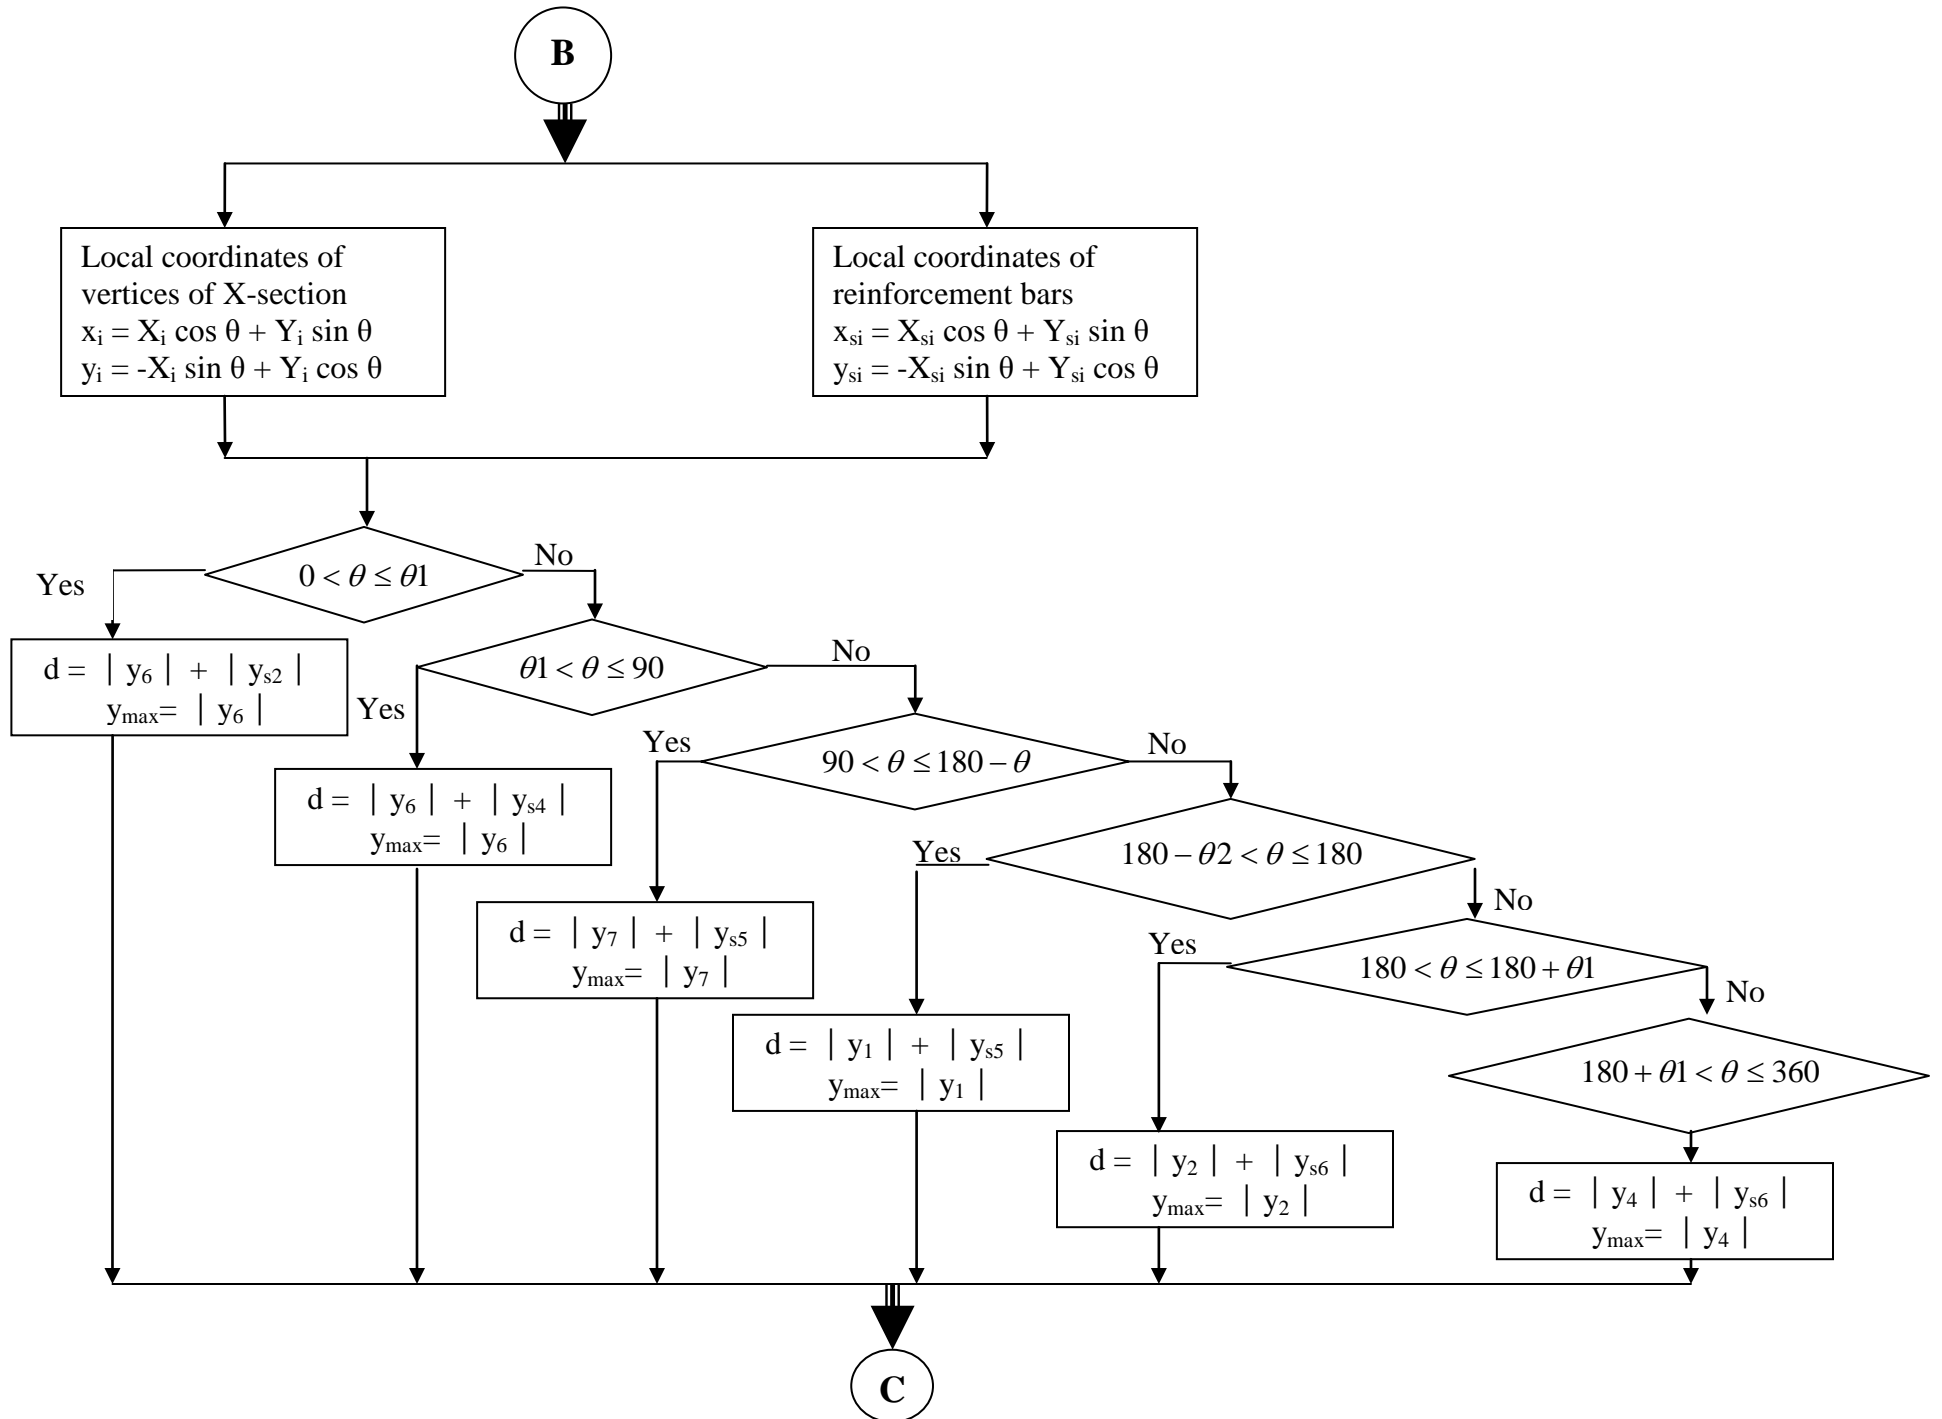 B
Local coordinates of
vertices of X-section
xᵢ = Xᵢ cos θ + Yᵢ sin θ
yᵢ = -Xᵢ sin θ + Yᵢ cos θ
Local coordinates of
reinforcement bars
xₛᵢ = Xₛᵢ cos θ + Yₛᵢ sin θ
yₛᵢ = -Xₛᵢ sin θ + Yₛᵢ cos θ
0 < θ ≤ θ1
Yes
No
d = | y₆ | + | yₛ₂ |
yₘₐₓ= | y₆ |
θ1 < θ ≤ 90
Yes
No
d = | y₆ | + | yₛ₄ |
yₘₐₓ= | y₆ |
90 < θ ≤ 180 − θ
Yes
No
d = | y₇ | + | yₛ₅ |
yₘₐₓ= | y₇ |
180 − θ2 < θ ≤ 180
Yes
No
d = | y₁ | + | yₛ₅ |
yₘₐₓ= | y₁ |
180 < θ ≤ 180 + θ1
Yes
No
d = | y₂ | + | yₛ₆ |
yₘₐₓ= | y₂ |
180 + θ1 < θ ≤ 360
d = | y₄ | + | yₛ₆ |
yₘₐₓ= | y₄ |
C